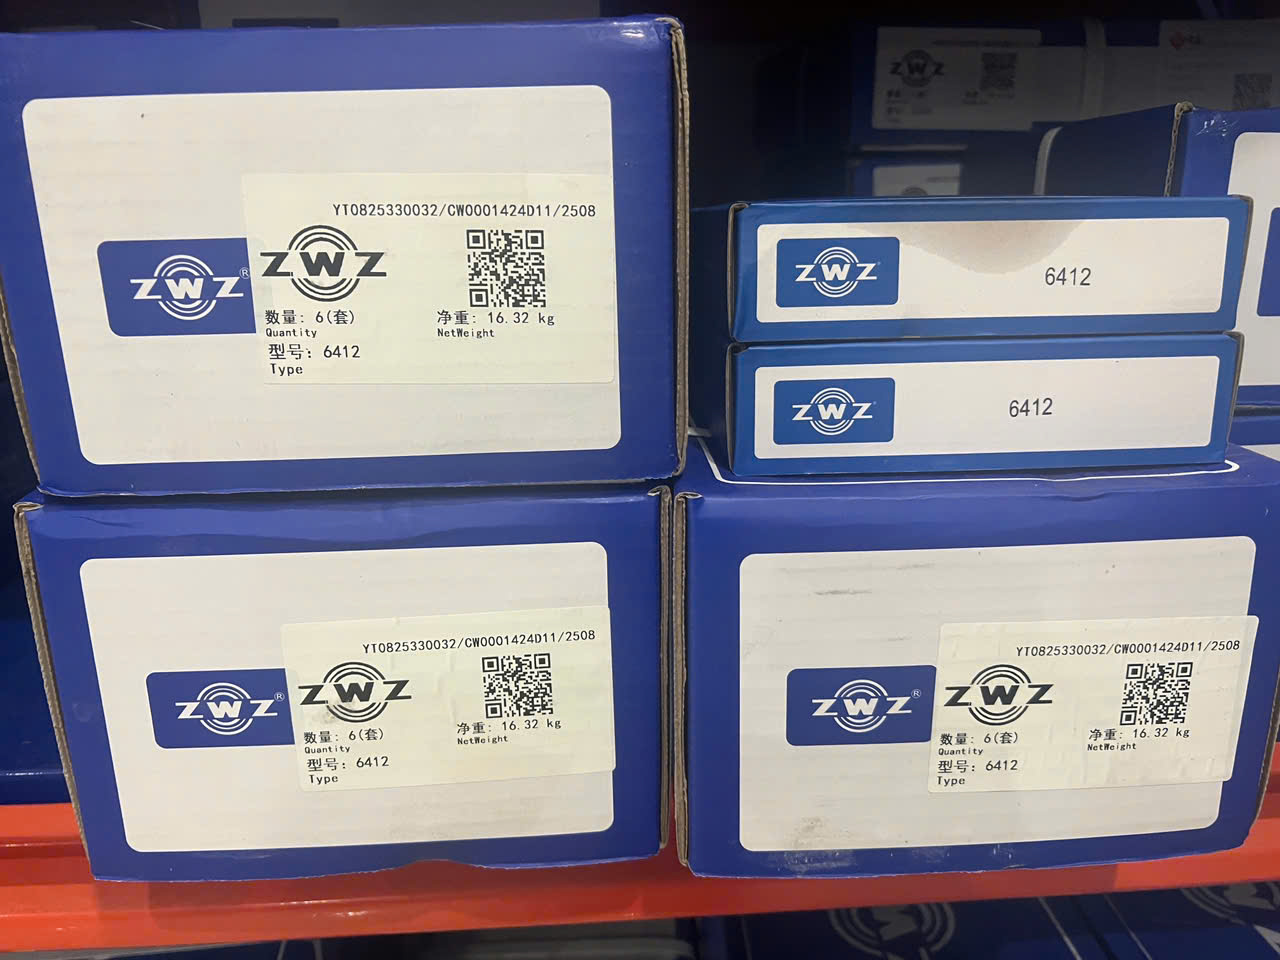 YT0825330032/CW0001424D11/2508
ZWZ®
ZWZ
数量: 6(套)
Quantity
净重: 16.32 kg
NetWeight
型号: 6412
Type
ZWZ
6412
ZWZ
6412
YT0825330032/CW0001424D11/2508
ZWZ®
ZWZ
数量: 6(套)
Quantity
净重: 16.32 kg
NetWeight
型号: 6412
Type
YT0825330032/CW0001424D11/2508
ZWZ®
ZWZ
数量: 6(套)
Quantity
净重: 16.32 kg
NetWeight
型号: 6412
Type
ZWZ